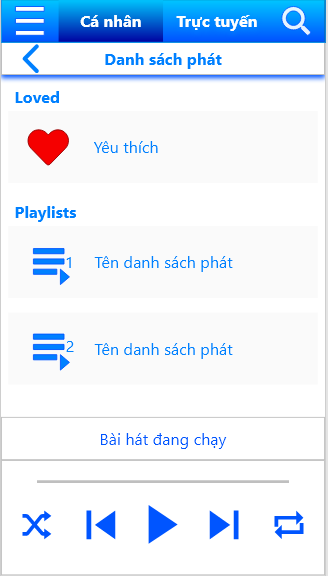 Cá nhân Trực tuyến
Danh sách phát
Loved
Yêu thích
Playlists
1 Tên danh sách phát
2 Tên danh sách phát
Bài hát đang chạy